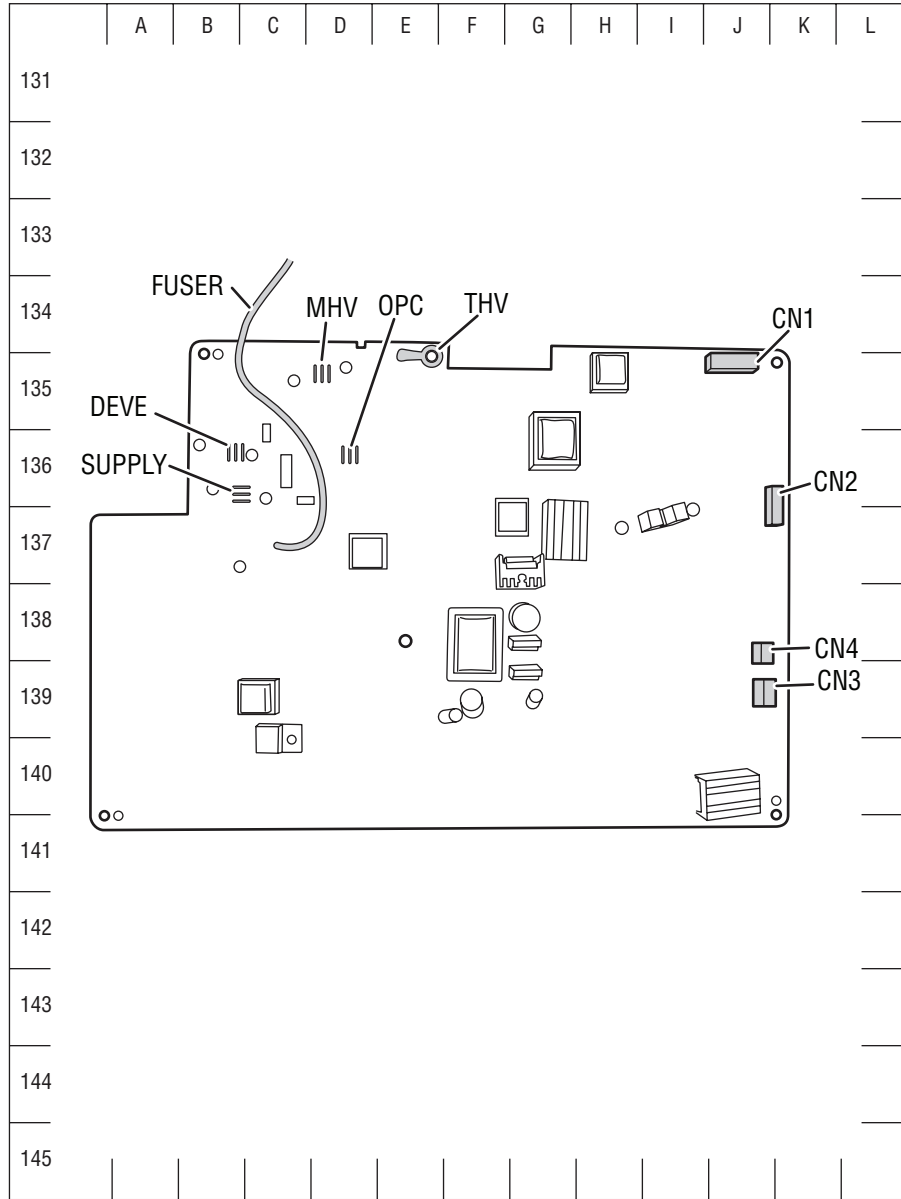 A B C D E F G H I J K L
131
132
133
134
FUSER
MHV
OPC
THV
CN1
135
DEVE
136
SUPPLY
CN2
137
138
CN4
139
CN3
140
141
142
143
144
145